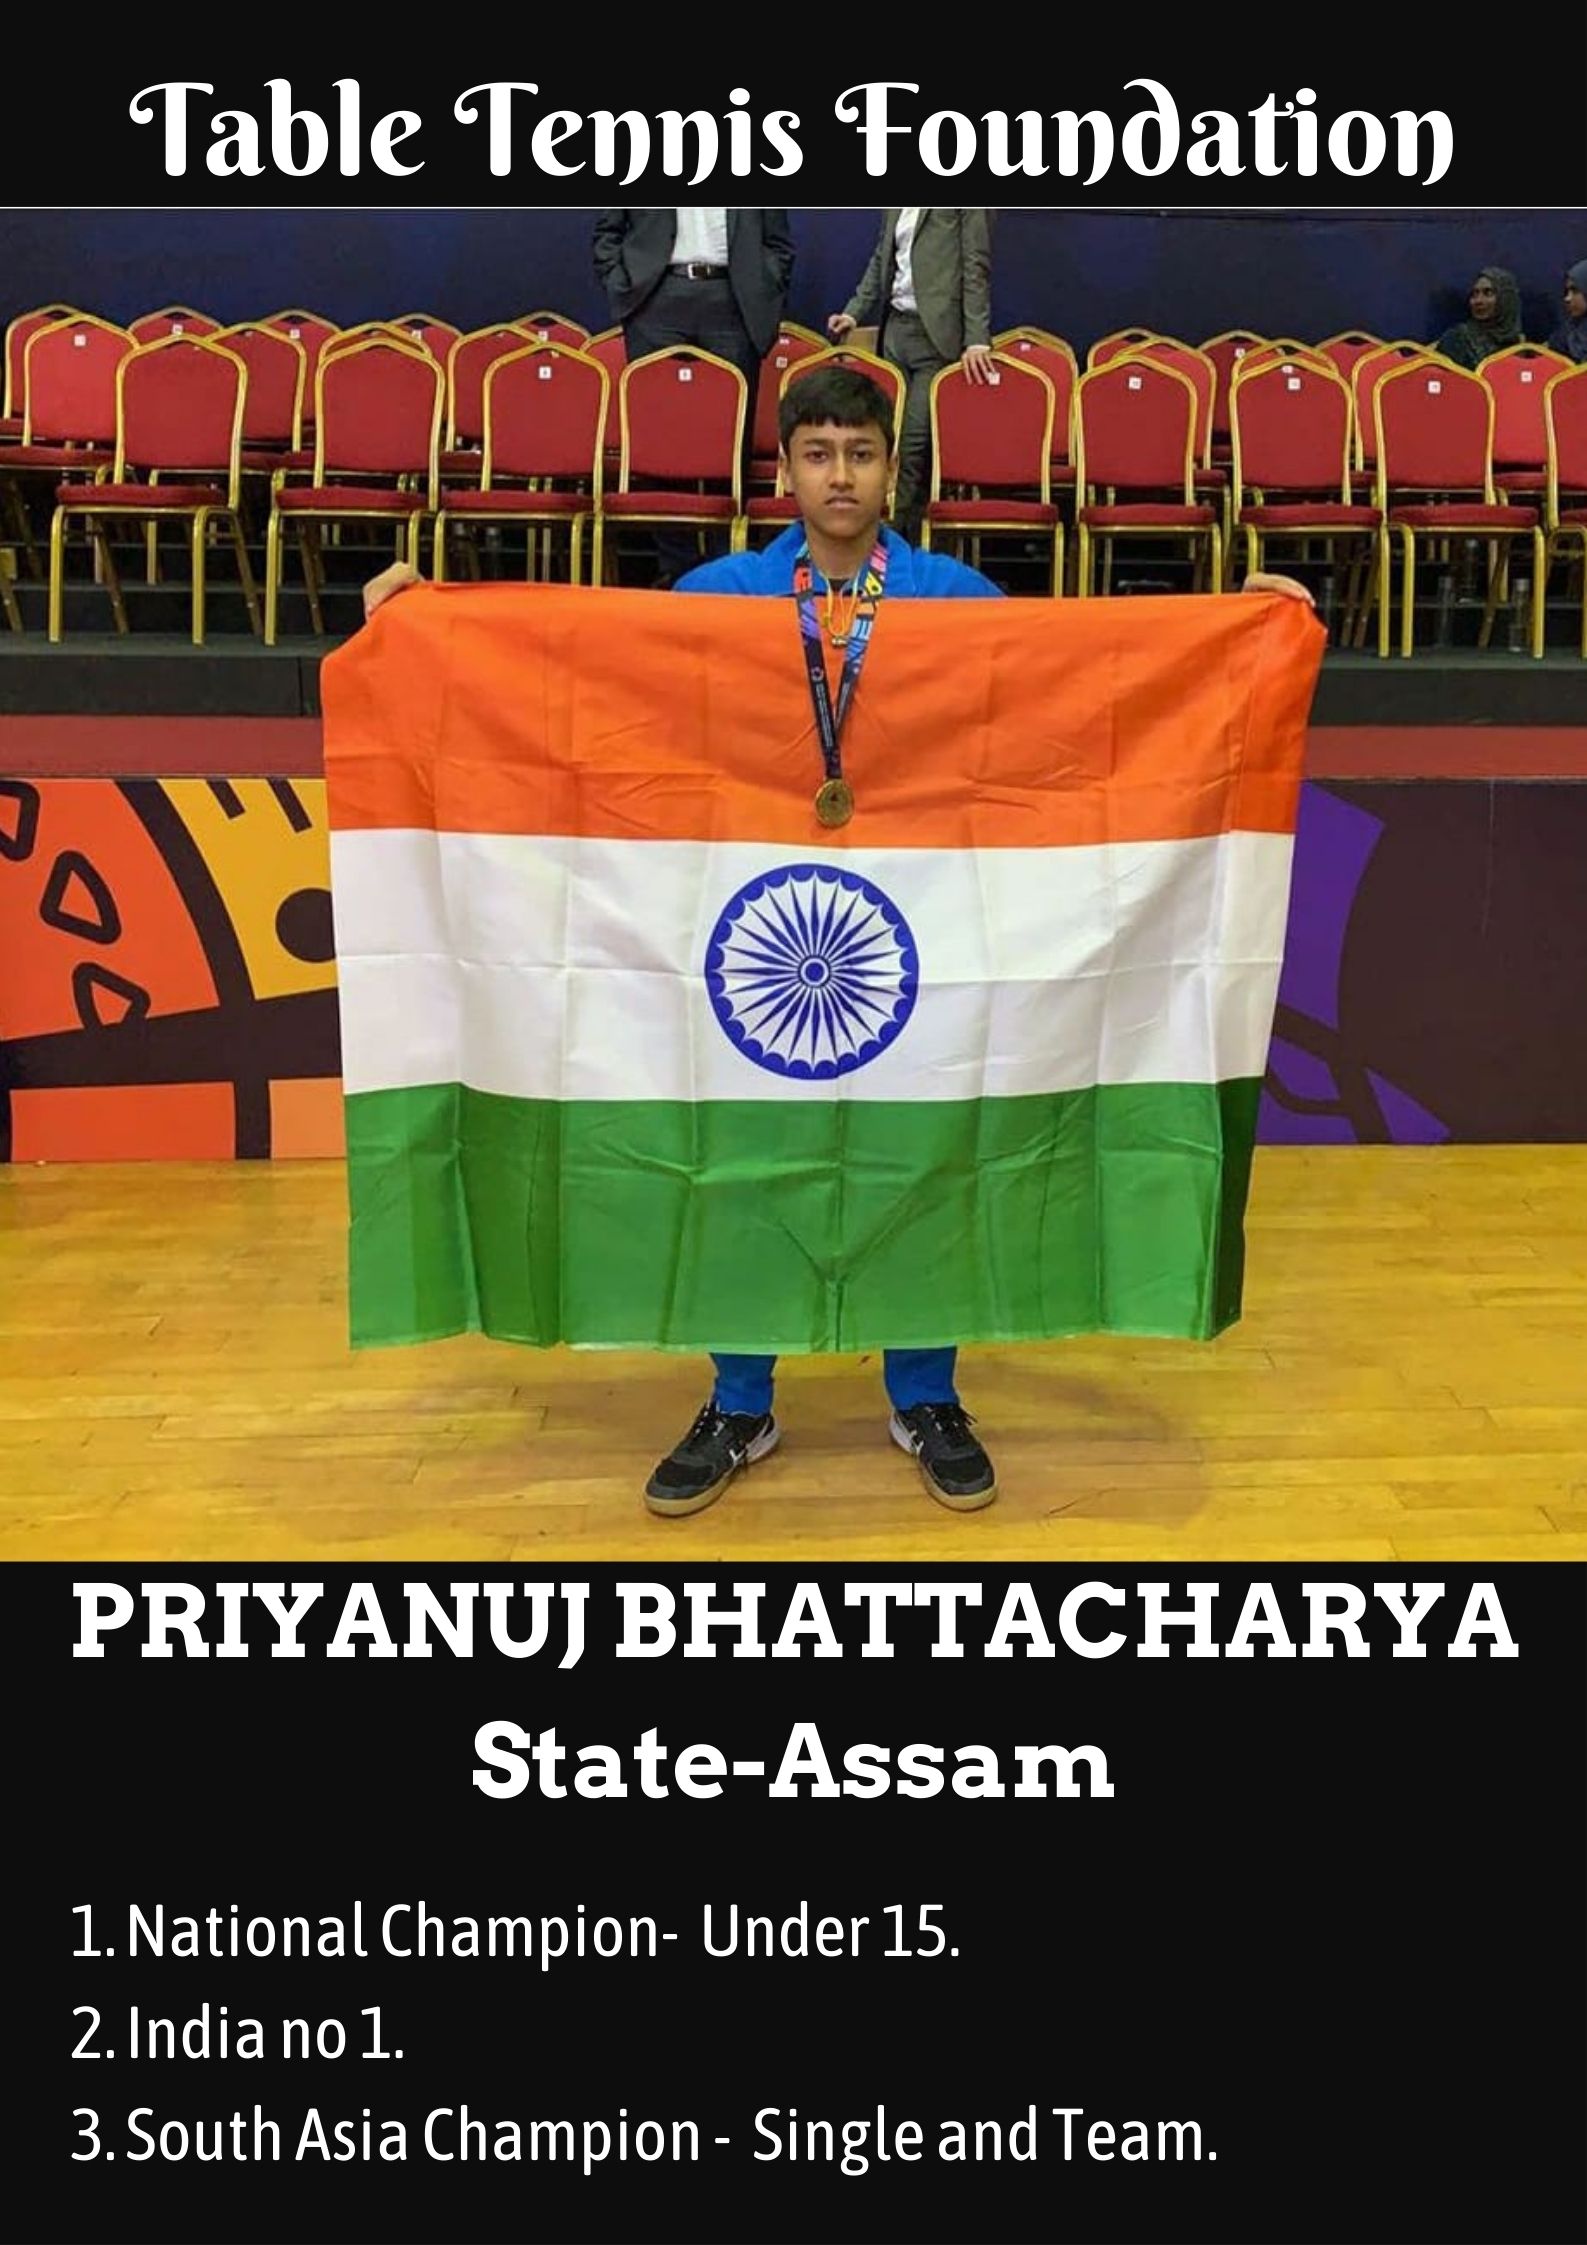 Table Tennis Foundation
PRIYANUJ BHATTACHARYA
State-Assam
1. National Champion- Under 15.
2. India no 1.
3. South Asia Champion - Single and Team.